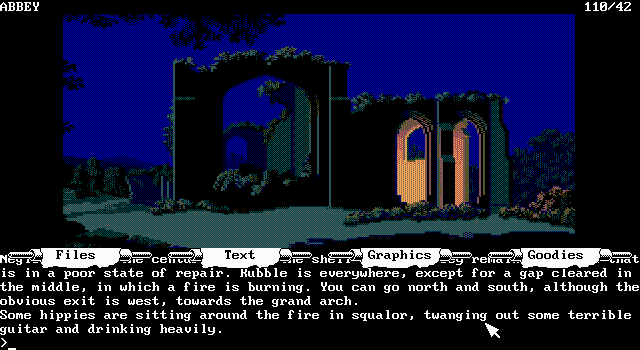 ABBEY 110/42
Files Text Graphics Goodies
is in a poor state of repair. Rubble is everywhere, except for a gap cleared in
the middle, in which a fire is burning. You can go north and south, although the
obvious exit is west, towards the grand arch.
Some hippies are sitting around the fire in squalor, twanging out some terrible
guitar and drinking heavily.
>_